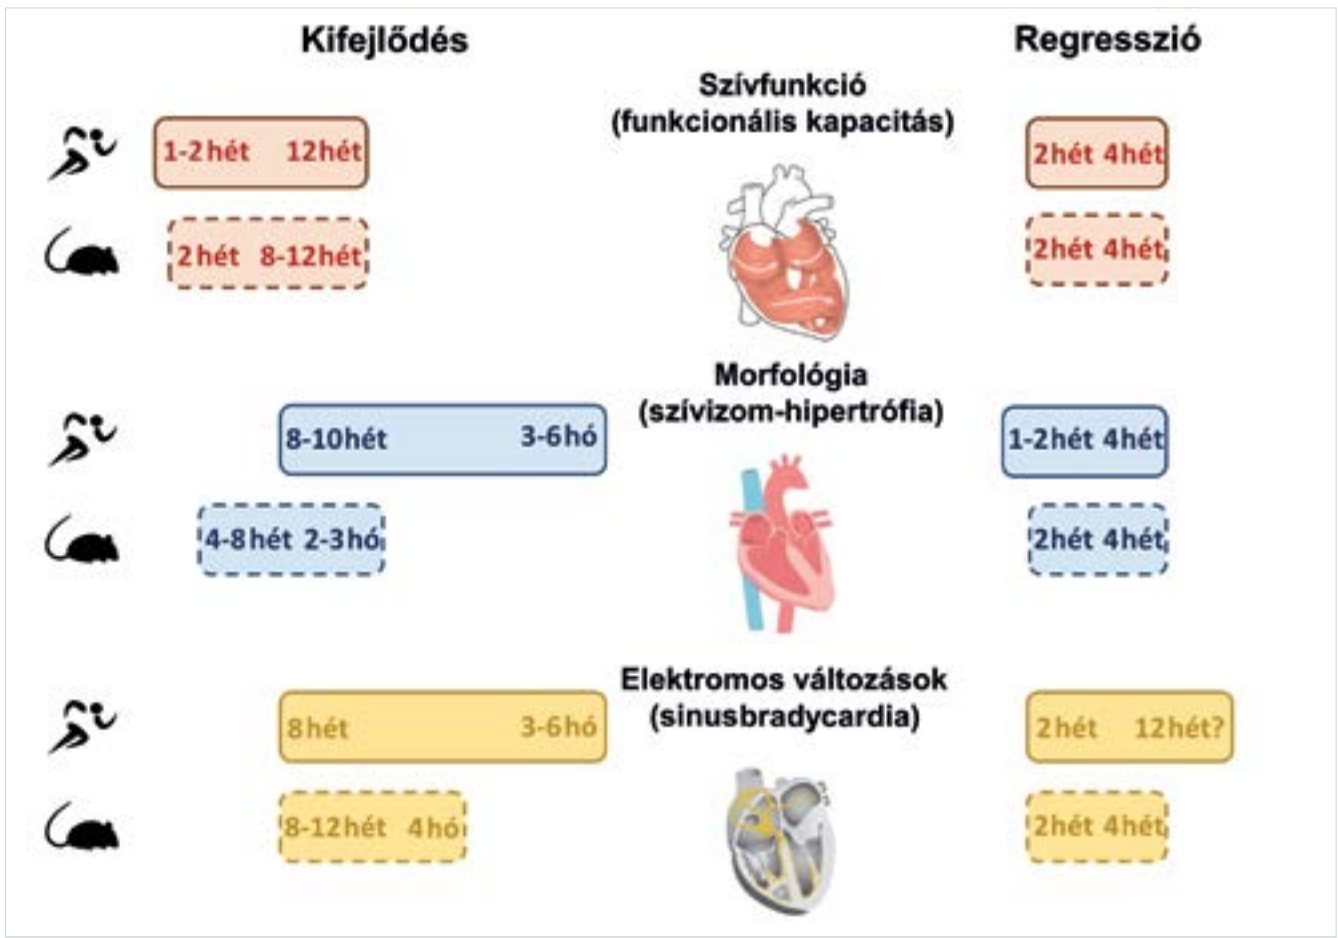 Kifejlődés
Regresszió
Szívfunkció
(funkcionális kapacitás)
1-2hét 12hét
2hét 4hét
2hét 8-12hét
2hét 4hét
Morfológia
(szívizom-hipertrófia)
8-10hét 3-6hó
1-2hét 4hét
4-8hét 2-3hó
2hét 4hét
Elektromos változások
(sinusbradycardia)
8hét 3-6hó
2hét 12hét?
8-12hét 4hó
2hét 4hét